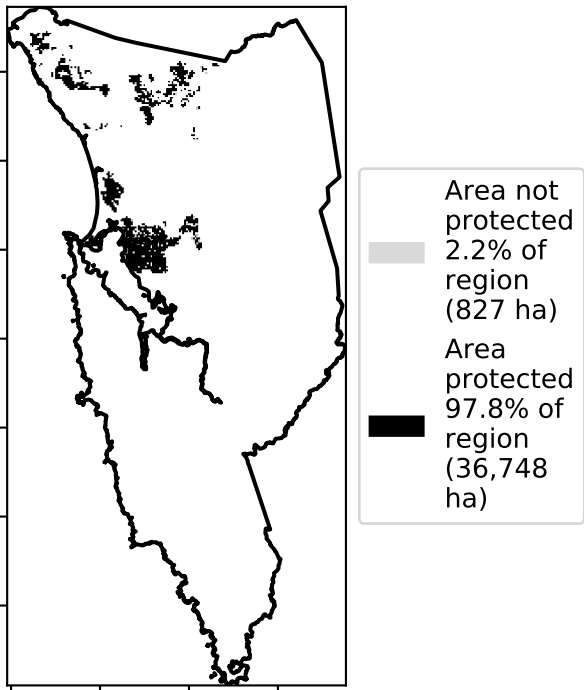 Area not
protected
2.2% of
region
(827 ha)
Area
protected
97.8% of
region
(36,748
ha)